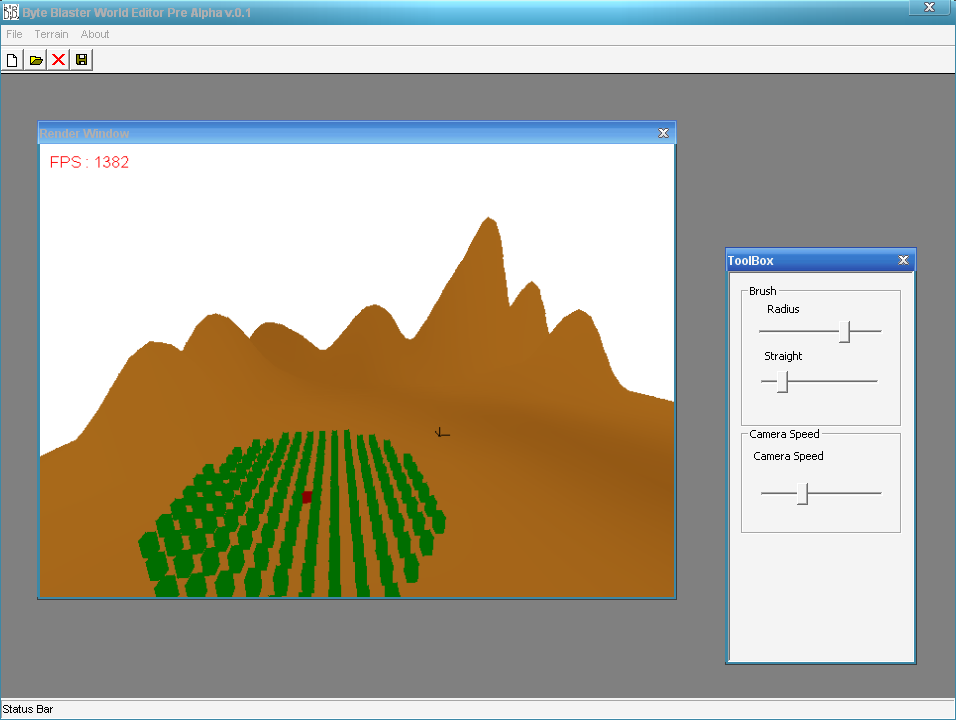 Byte Blaster World Editor Pre Alpha v.0.1
File Terrain About
Render Window
FPS : 1382
ToolBox
Brush
Radius
Straight
Camera Speed
Camera Speed
Status Bar